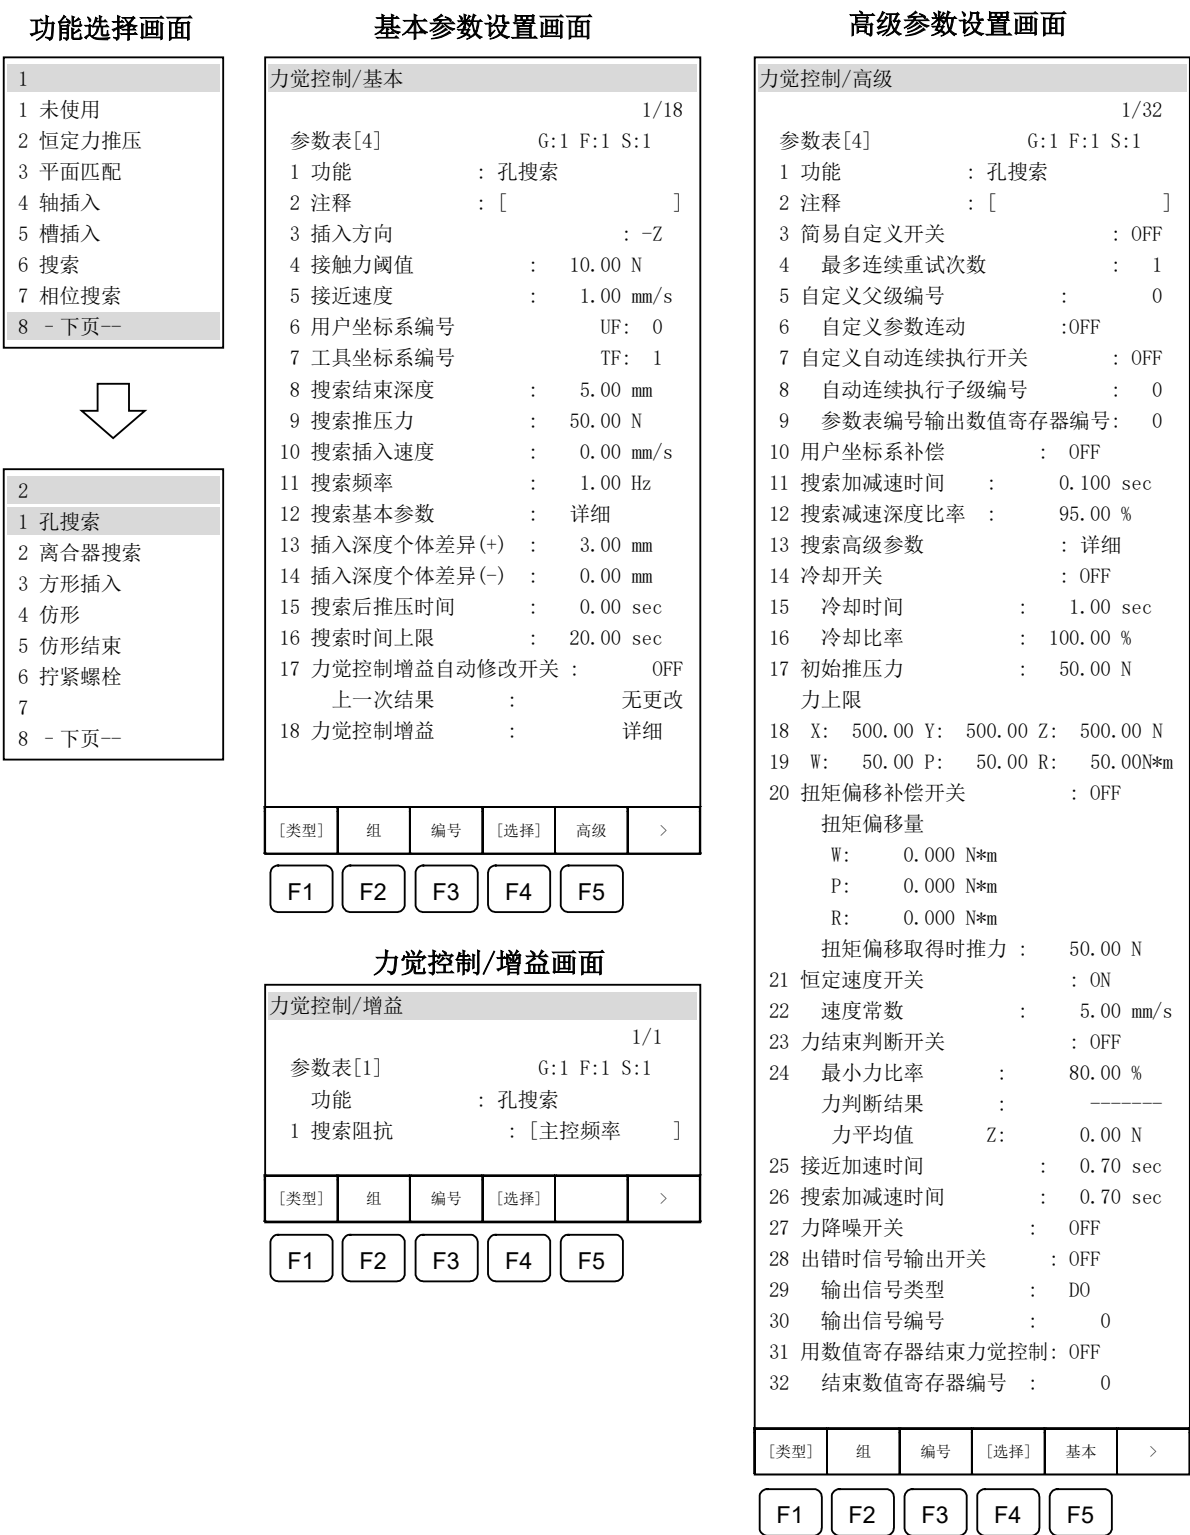 功能选择画面
1
1 未使用
2 恒定力推压
3 平面匹配
4 轴插入
5 槽插入
6 搜索
7 相位搜索
8 -下页--
2
1 孔搜索
2 离合器搜索
3 方形插入
4 仿形
5 仿形结束
6 拧紧螺栓
7
8 -下页--
基本参数设置画面
力觉控制/基本
1/18
参数表[4] G:1 F:1 S:1
1 功能 : 孔搜索
2 注释 : [ ]
3 插入方向 : -Z
4 接触力阈值 : 10.00 N
5 接近速度 : 1.00 mm/s
6 用户坐标系编号 UF: 0
7 工具坐标系编号 TF: 1
8 搜索结束深度 : 5.00 mm
9 搜索推压力 : 50.00 N
10 搜索插入速度 : 0.00 mm/s
11 搜索频率 : 1.00 Hz
12 搜索基本参数 : 详细
13 插入深度个体差异(+) : 3.00 mm
14 插入深度个体差异(-) : 0.00 mm
15 搜索后推压时间 : 0.00 sec
16 搜索时间上限 : 20.00 sec
17 力觉控制增益自动修改开关 : OFF
上一次结果 : 无更改
18 力觉控制增益 : 详细
[类型] 组 编号 [选择] 高级 >
F1 F2 F3 F4 F5
力觉控制/增益画面
力觉控制/增益
1/1
参数表[1] G:1 F:1 S:1
功能 : 孔搜索
1 搜索阻抗 : [主控频率 ]
[类型] 组 编号 [选择] >
F1 F2 F3 F4 F5
高级参数设置画面
力觉控制/高级
1/32
参数表[4] G:1 F:1 S:1
1 功能 : 孔搜索
2 注释 : [ ]
3 简易自定义开关 : OFF
4 最多连续重试次数 : 1
5 自定义父级编号 : 0
6 自定义参数连动 :OFF
7 自定义自动连续执行开关 : OFF
8 自动连续执行子级编号 : 0
9 参数表编号输出数值寄存器编号: 0
10 用户坐标系补偿 : OFF
11 搜索加减速时间 : 0.100 sec
12 搜索减速深度比率 : 95.00 %
13 搜索高级参数 : 详细
14 冷却开关 : OFF
15 冷却时间 : 1.00 sec
16 冷却比率 : 100.00 %
17 初始推压力 : 50.00 N
力上限
18 X: 500.00 Y: 500.00 Z: 500.00 N
19 W: 50.00 P: 50.00 R: 50.00N*m
20 扭矩偏移补偿开关 : OFF
扭矩偏移量
W: 0.000 N*m
P: 0.000 N*m
R: 0.000 N*m
扭矩偏移取得时推力 : 50.00 N
21 恒定速度开关 : ON
22 速度常数 : 5.00 mm/s
23 力结束判断开关 : OFF
24 最小力比率 : 80.00 %
力判断结果 : -------
力平均值 Z: 0.00 N
25 接近加速时间 : 0.70 sec
26 搜索加减速时间 : 0.70 sec
27 力降噪开关 : OFF
28 出错时信号输出开关 : OFF
29 输出信号类型 : DO
30 输出信号编号 : 0
31 用数值寄存器结束力觉控制: OFF
32 结束数值寄存器编号 : 0
[类型] 组 编号 [选择] 基本 >
F1 F2 F3 F4 F5